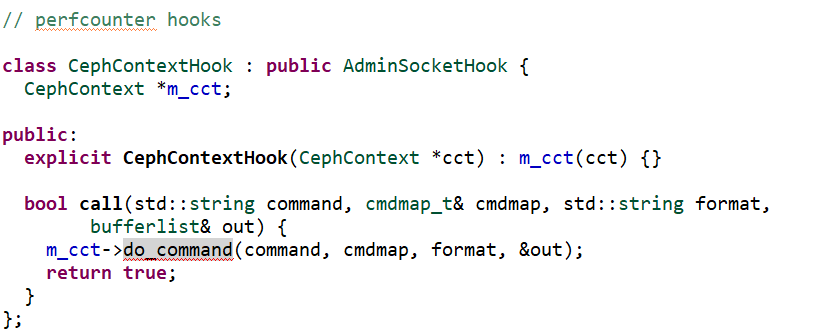 // perfcounter hooks
class CephContextHook : public AdminSocketHook {
CephContext *m_cct;
public:
explicit CephContextHook(CephContext *cct) : m_cct(cct) {}
bool call(std::string command, cmdmap_t& cmdmap, std::string format,
bufferlist& out) {
m_cct->do_command(command, cmdmap, format, &out);
return true;
}
};